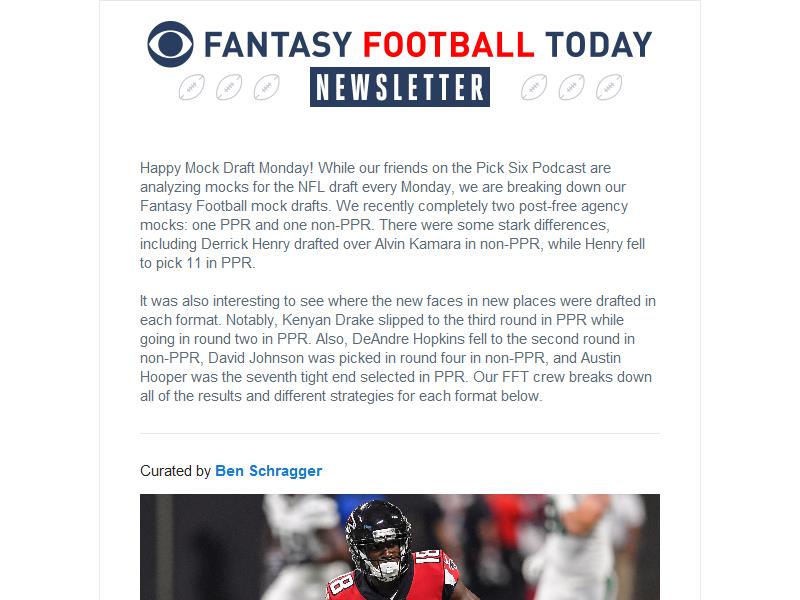 FANTASY FOOTBALL TODAY
NEWSLETTER
Happy Mock Draft Monday! While our friends on the Pick Six Podcast are
analyzing mocks for the NFL draft every Monday, we are breaking down our
Fantasy Football mock drafts. We recently completely two post-free agency
mocks: one PPR and one non-PPR. There were some stark differences,
including Derrick Henry drafted over Alvin Kamara in non-PPR, while Henry fell
to pick 11 in PPR.
It was also interesting to see where the new faces in new places were drafted in
each format. Notably, Kenyan Drake slipped to the third round in PPR while
going in round two in PPR. Also, DeAndre Hopkins fell to the second round in
non-PPR, David Johnson was picked in round four in non-PPR, and Austin
Hooper was the seventh tight end selected in PPR. Our FFT crew breaks down
all of the results and different strategies for each format below.
Curated by Ben Schragger
18
18